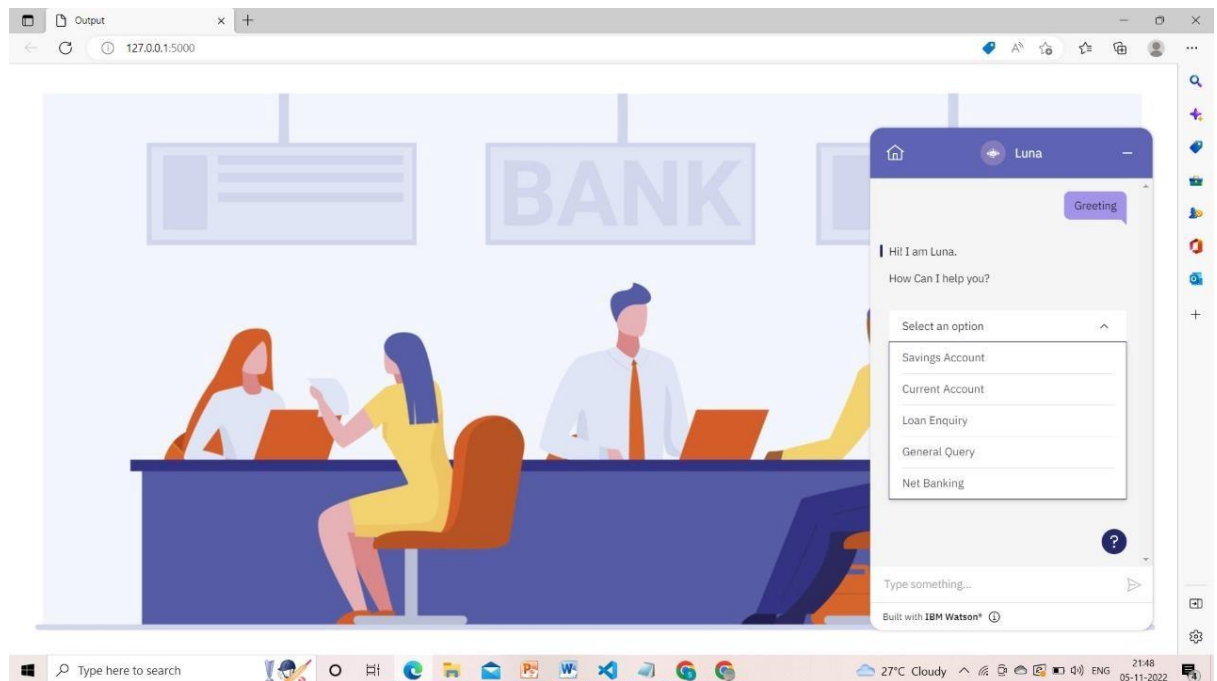 Output
127.0.0.1:5000
BANK
Luna
Greeting
Hi! I am Luna.
How Can I help you?
Select an option
Savings Account
Current Account
Loan Enquiry
General Query
Net Banking
?
Type something...
Built with IBM Watson®
Type here to search
27°C Cloudy
ENG
21:48
05-11-2022
4